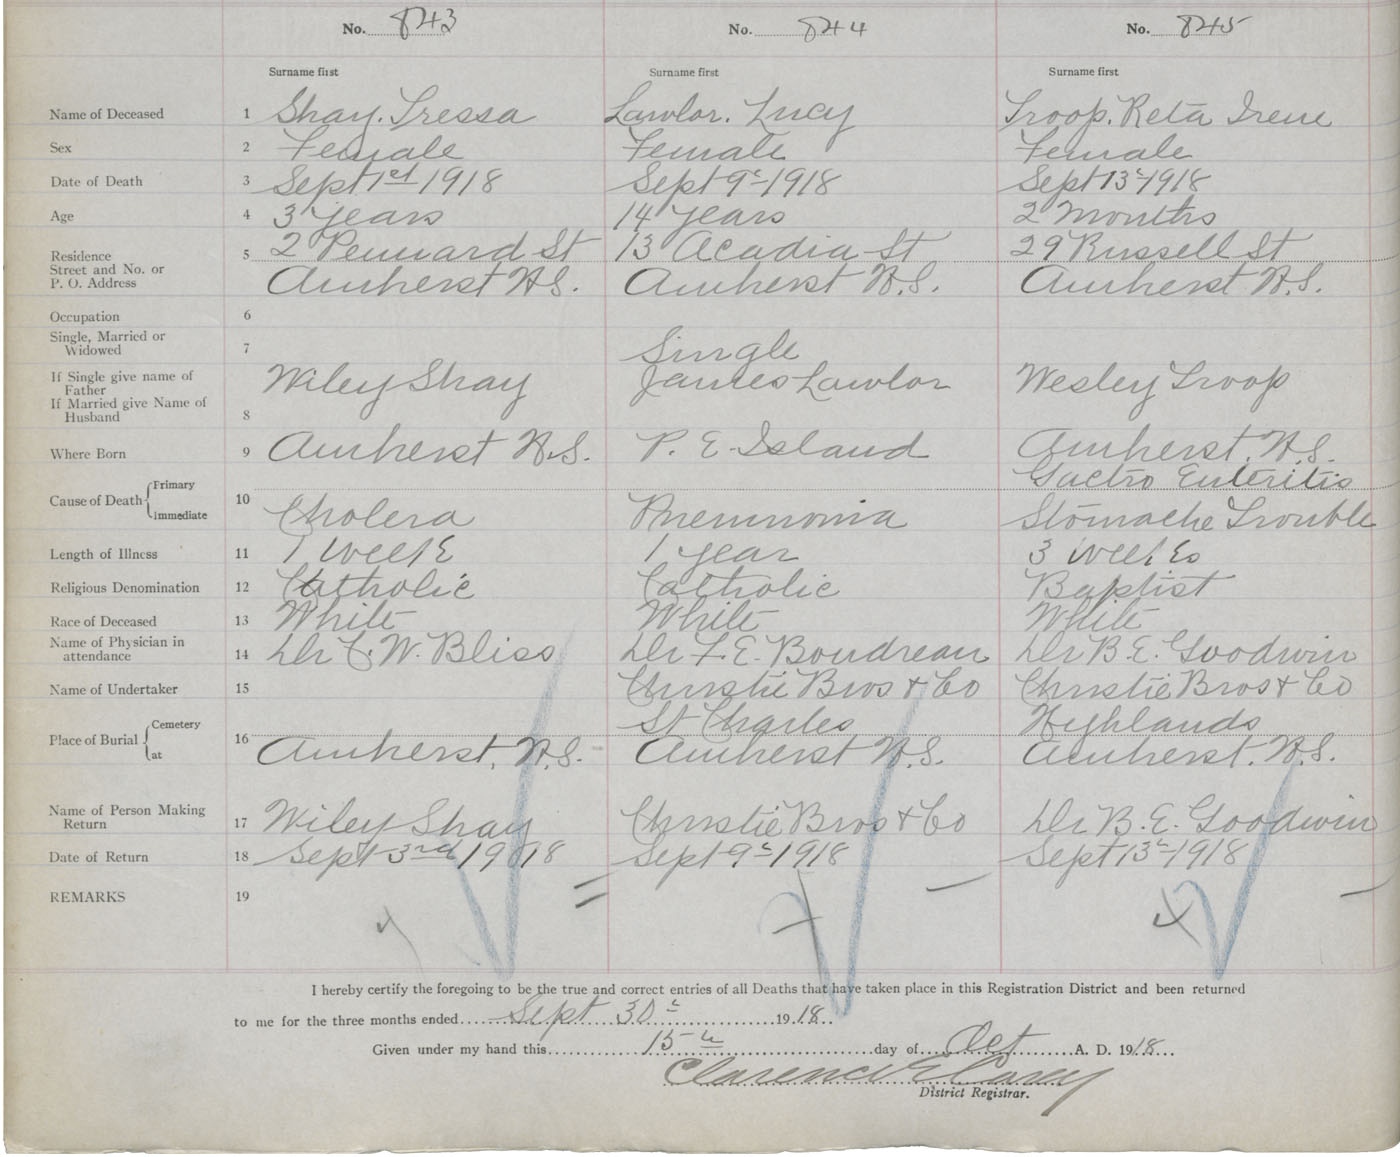 No. 843 No. 844 No. 845
Surname first Surname first Surname first
Name of Deceased 1 Shay. Tressa Lawlor. Lucy Troop. Reta Irene
Sex 2 Female Female Female
Date of Death 3 Sept 1st 1918 Sept 9th 1918 Sept 13th 1918
Age 4 3 years 14 years 2 months
Residence 5 2 Pennard St 13 Acadia St 29 Russell St
Street and No. or
P. O. Address Amherst N.S. Amherst N.S. Amherst N.S.
Occupation 6
Single, Married or
Widowed 7 Single
If Single give name of
Father Wiley Shay James Lawlor Wesley Troop
If Married give Name of
Husband 8
Where Born 9 Amherst N.S. P. E. Island Amherst. N.S.
Cause of Death Primary 10 Gactro Enteritis
Immediate Cholera Pneumonia Stomache Trouble
Length of Illness 11 1 week 1 year 3 weeks
Religious Denomination 12 Catholic Catholic Baptist
Race of Deceased 13 White White White
Name of Physician in
attendance 14 Dr C. W. Bliss Dr F. E. Boudreau Dr B. E. Goodwin
Name of Undertaker 15 Christie Bros & Co Christie Bros & Co
Place of Burial Cemetery 16 St Charles Highlands
at Amherst, N.S. Amherst N.S. Amherst. N.S.
Name of Person Making
Return 17 Wiley Shay Christie Bros & Co Dr B. E. Goodwin
Date of Return 18 Sept 3rd 1918 Sept 9th 1918 Sept 13th 1918
REMARKS 19
I hereby certify the foregoing to be the true and correct entries of all Deaths that have taken place in this Registration District and been returned
to me for the three months ended Sept 30th 1918.
Given under my hand this 15th day of Oct A. D. 1918
Clarence E Casey
District Registrar.